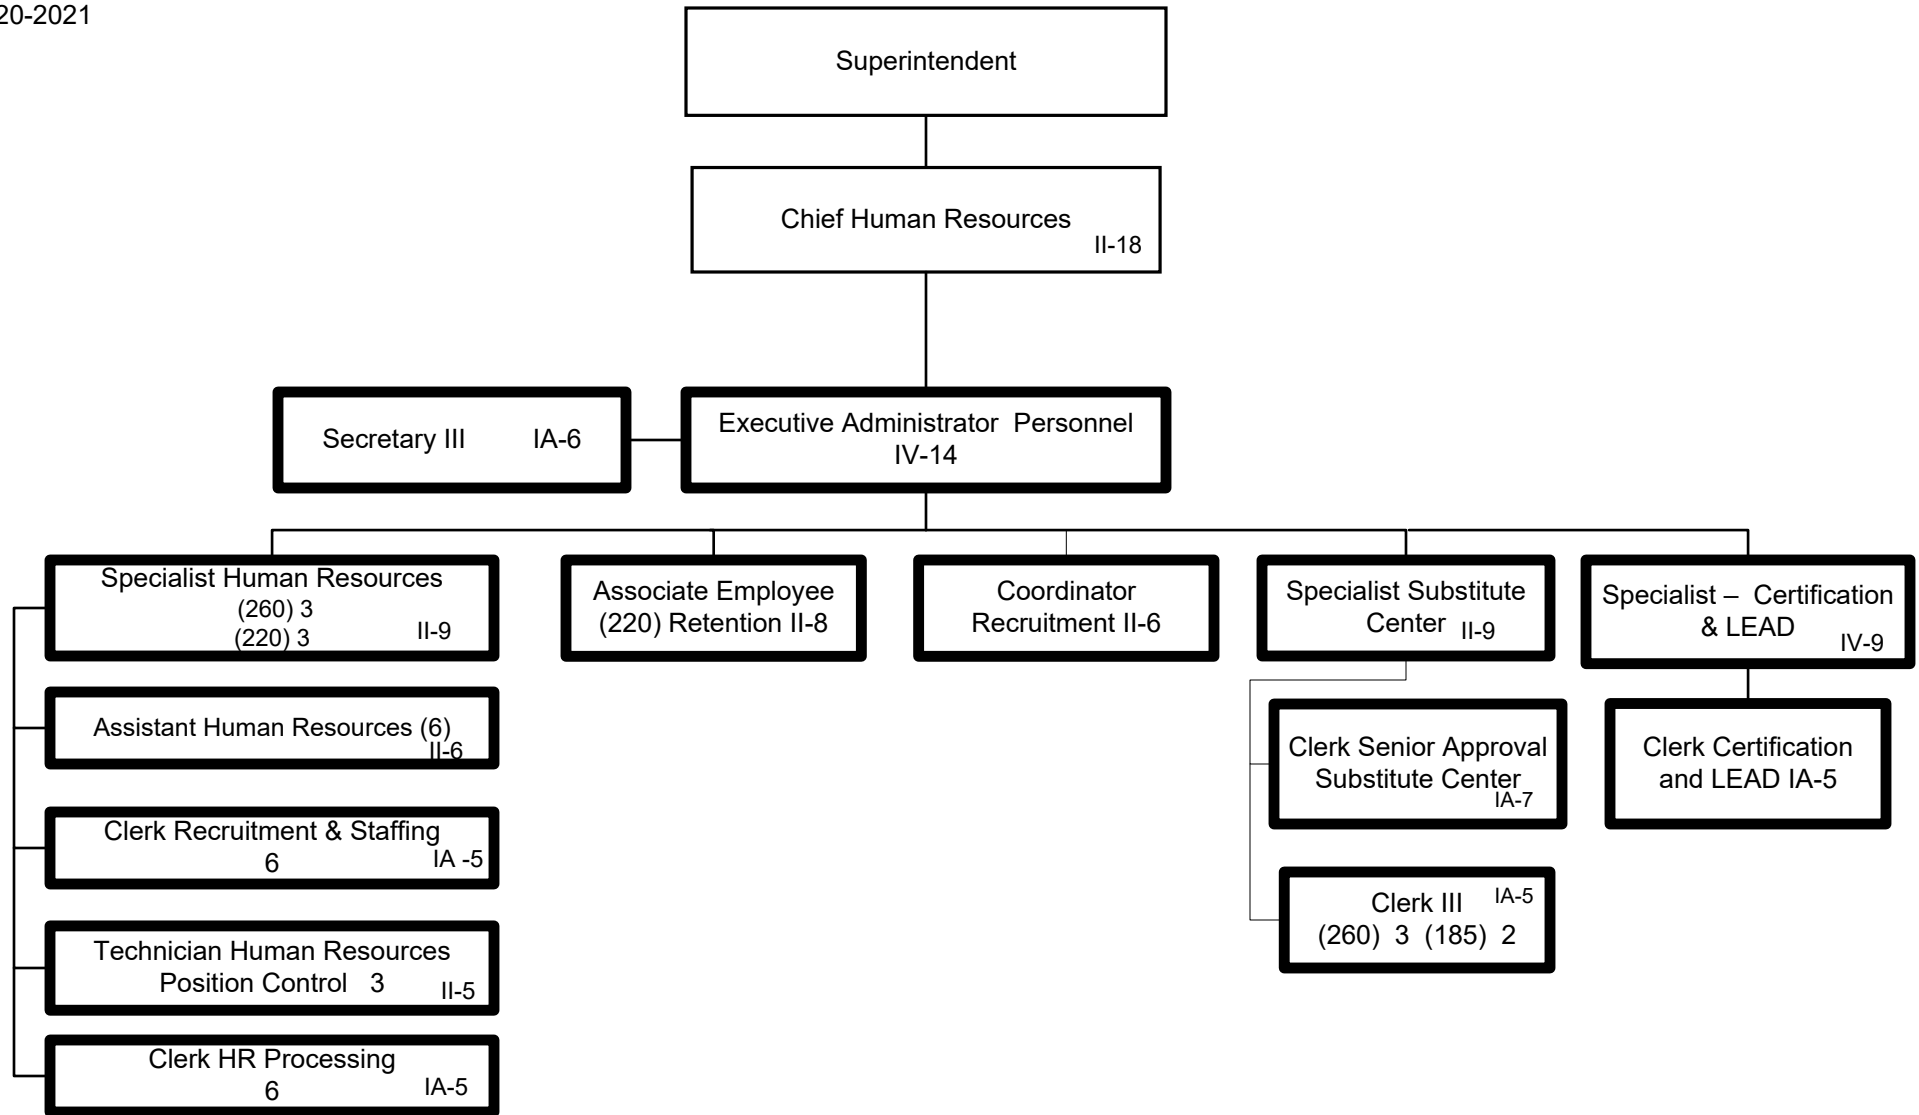 20-2021
Superintendent
Chief Human Resources
II-18
Secretary III IA-6
Executive Administrator Personnel
IV-14
Specialist Human Resources
(260) 3
(220) 3 II-9
Associate Employee
(220) Retention II-8
Coordinator
Recruitment II-6
Specialist Substitute
Center II-9
Specialist – Certification
& LEAD
IV-9
Assistant Human Resources (6)
II-6
Clerk Senior Approval
Substitute Center
IA-7
Clerk Certification
and LEAD IA-5
Clerk Recruitment & Staffing
6 IA -5
Clerk III IA-5
(260) 3 (185) 2
Technician Human Resources
Position Control 3 II-5
Clerk HR Processing
6 IA-5